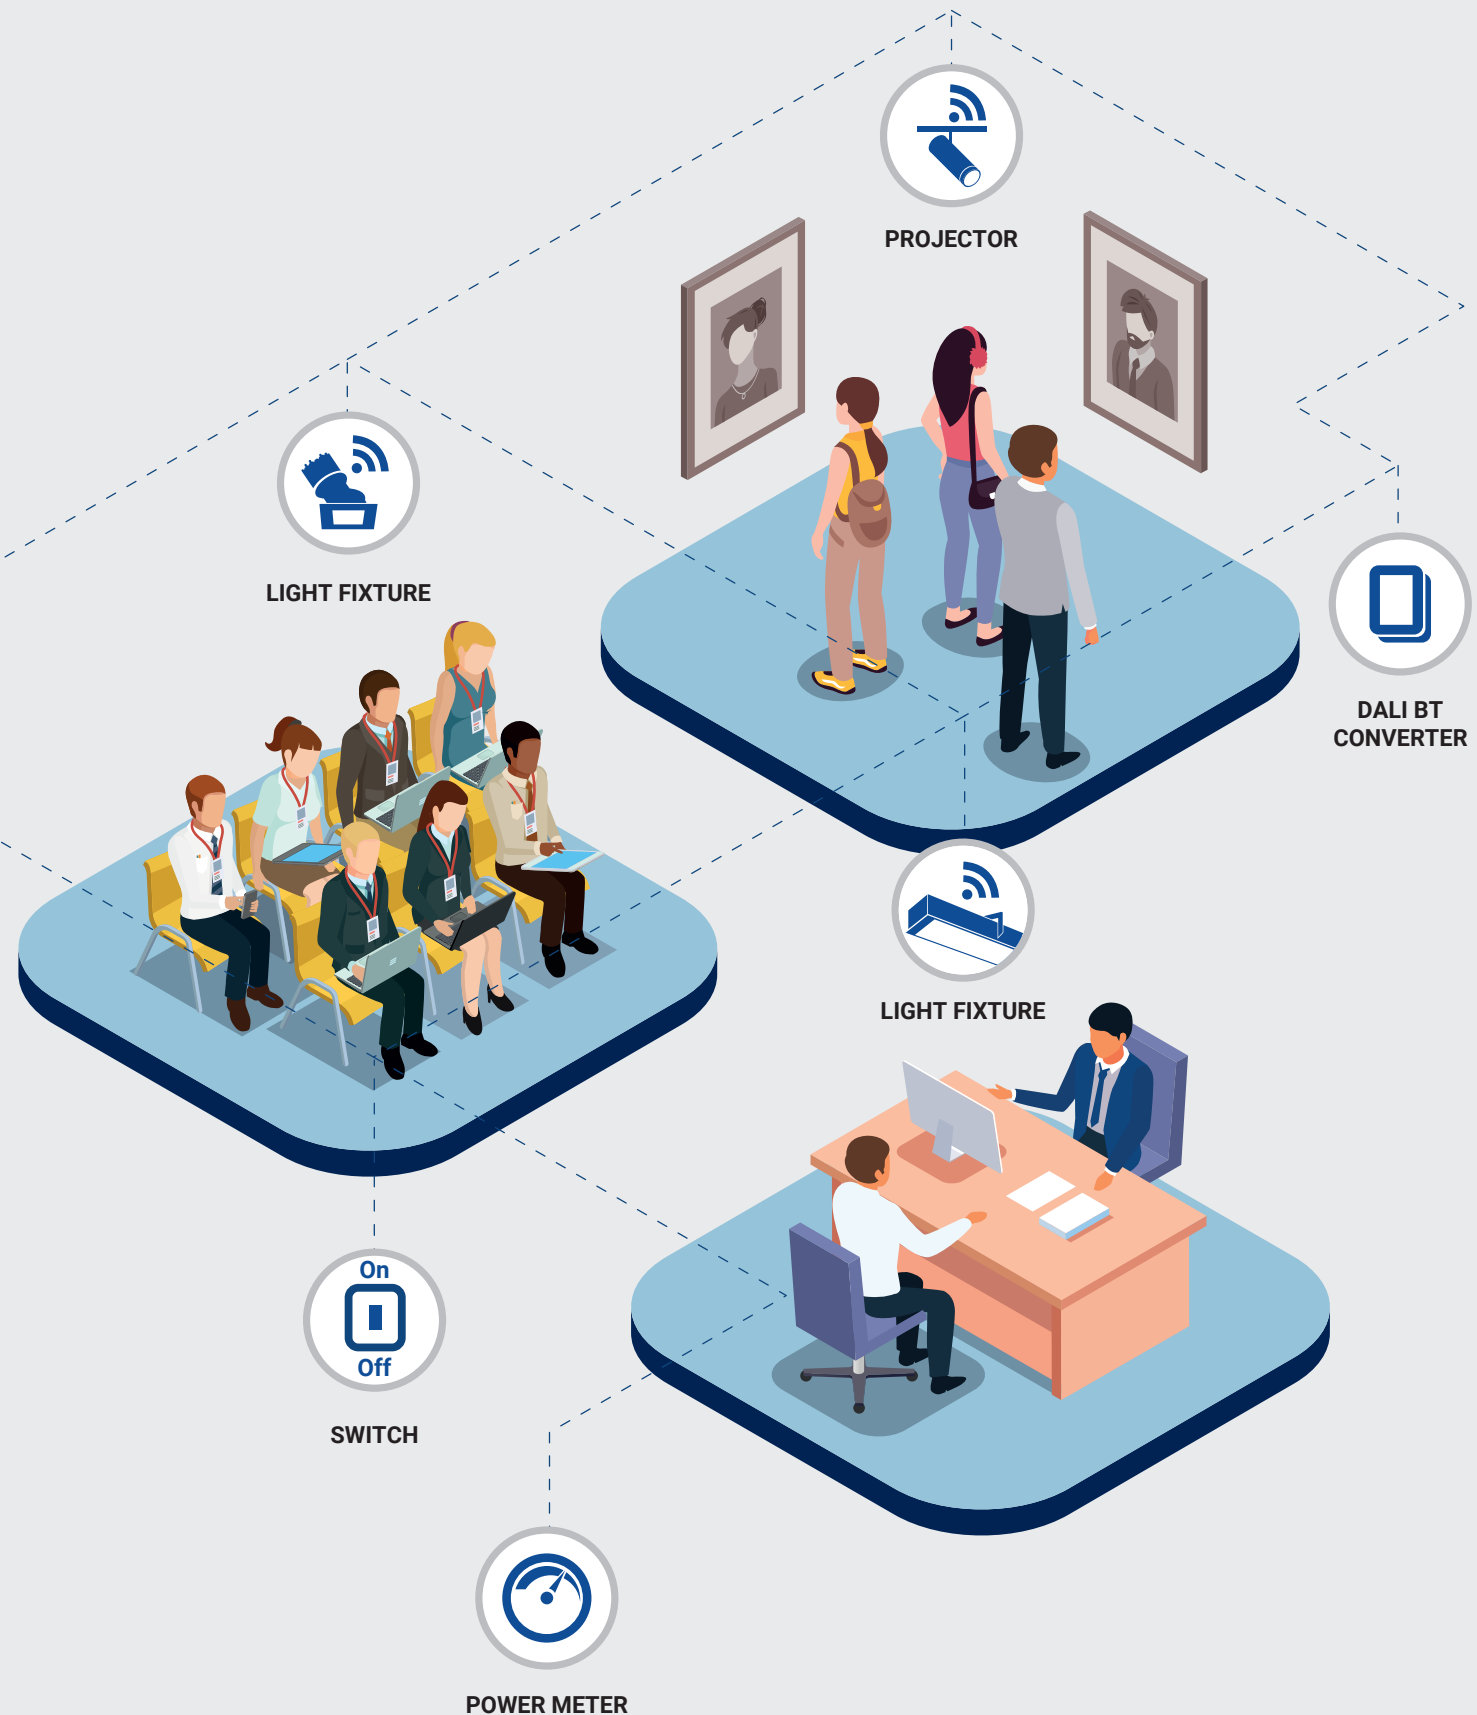 PROJECTOR
LIGHT FIXTURE
DALI BT
CONVERTER
LIGHT FIXTURE
On
Off
SWITCH
POWER METER